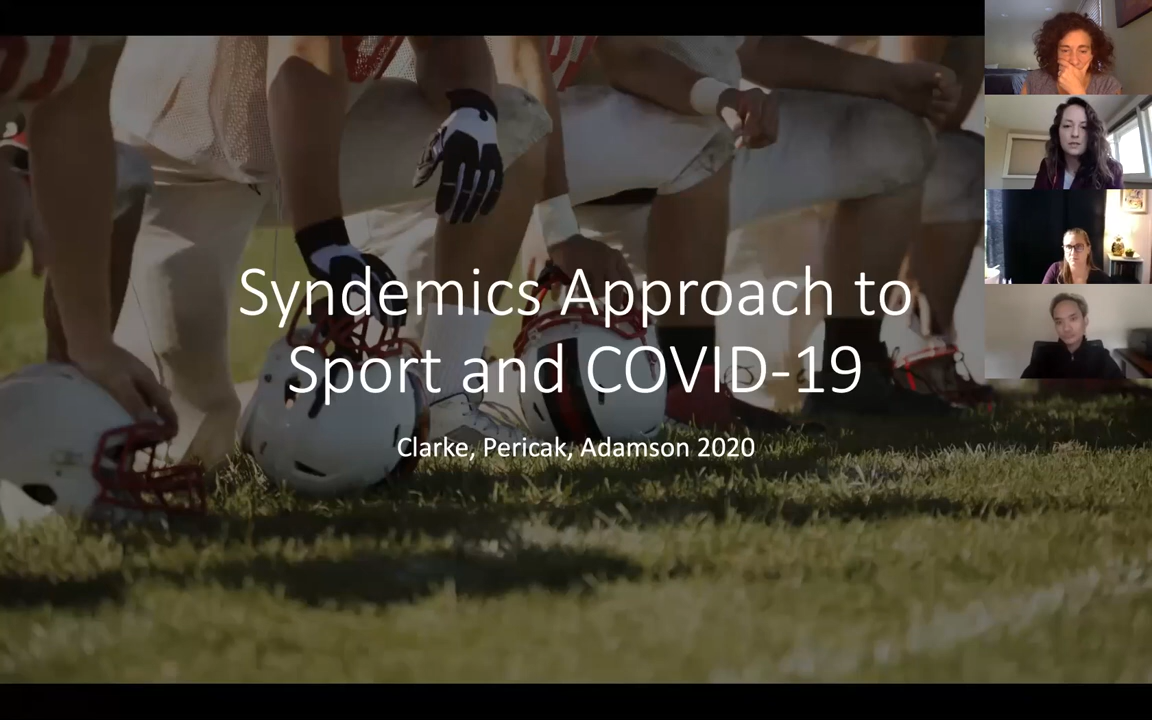 Syndemics Approach to
Sport and COVID-19
Clarke, Pericak, Adamson 2020